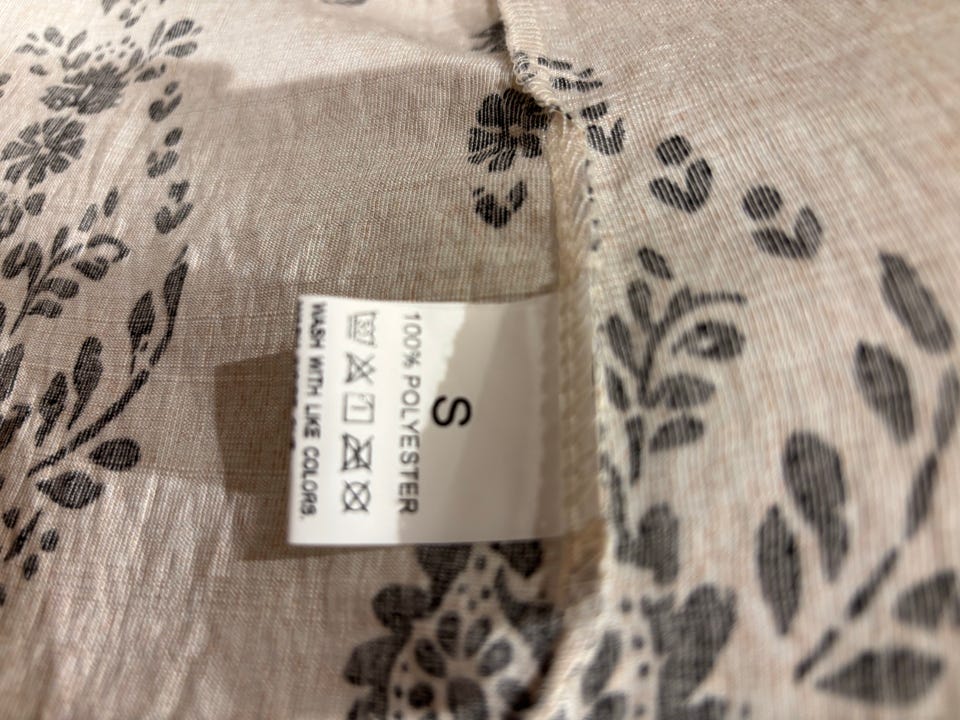 S
100% POLYESTER
WASH WITH LIKE COLORS.